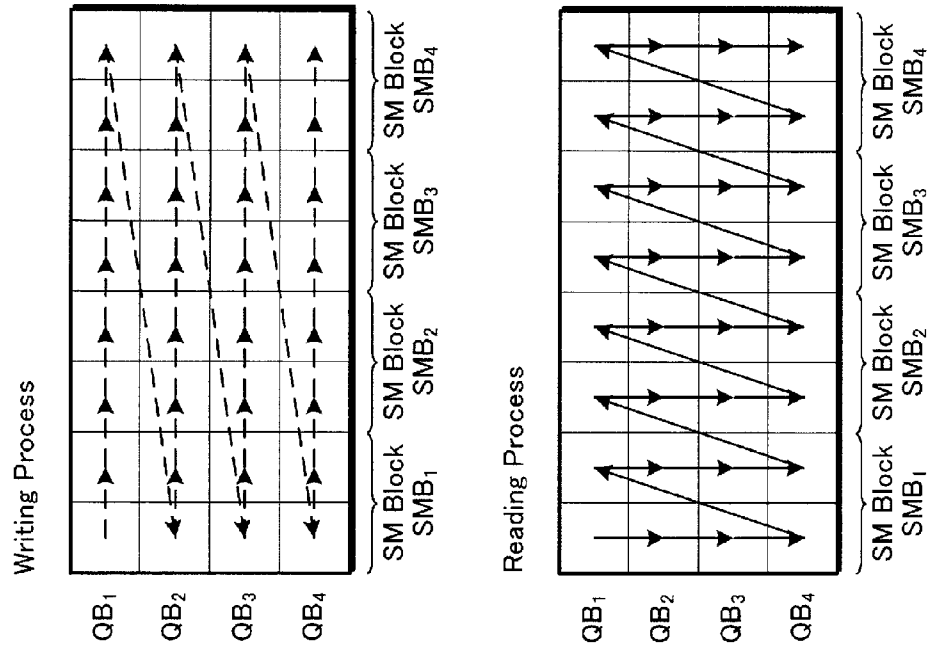 Writing Process
QB1
QB2
QB3
QB4
SM Block SM Block SM Block SM Block
SMB1 SMB2 SMB3 SMB4
Reading Process
QB1
QB2
QB3
QB4
SM Block SM Block SM Block SM Block
SMB1 SMB2 SMB3 SMB4